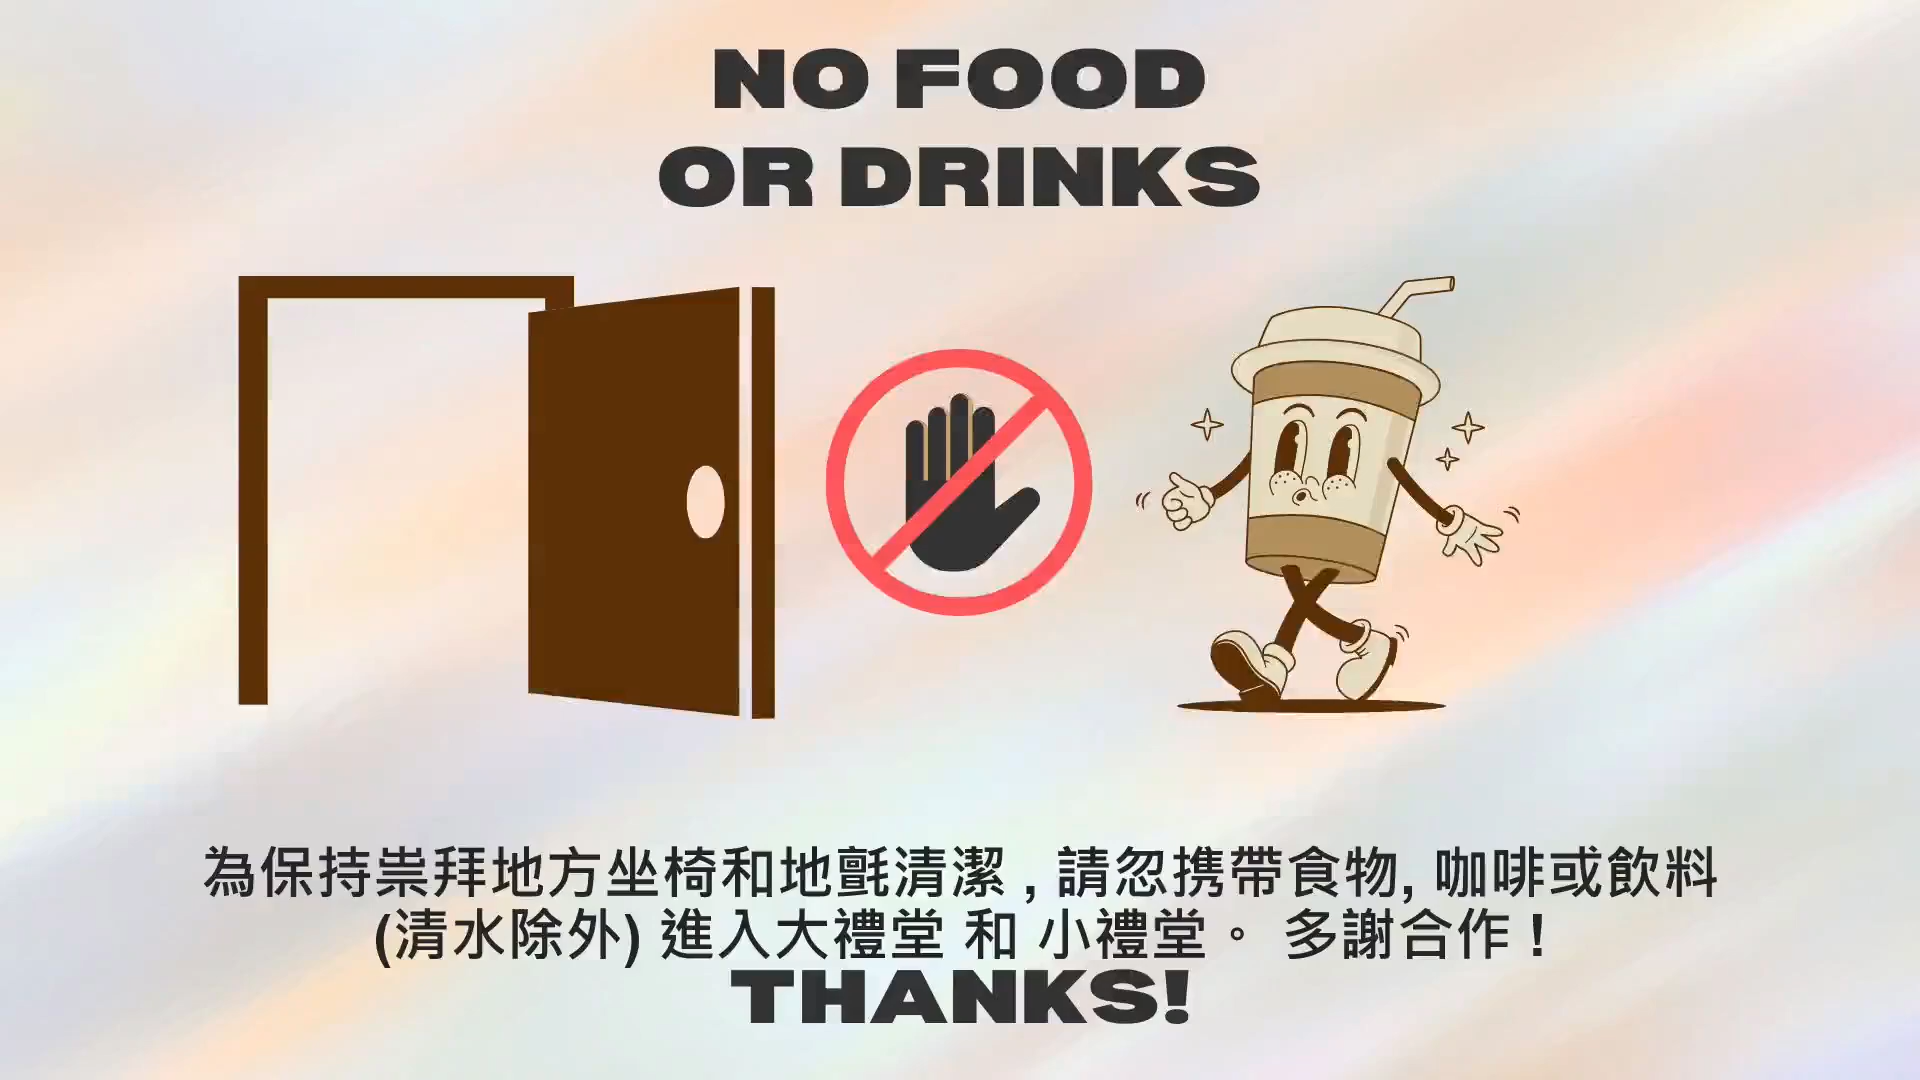 NO FOOD
OR DRINKS
為保持崇拜地方坐椅和地氈清潔 , 請忽携帶食物, 咖啡或飲料
(清水除外) 進入大禮堂 和 小禮堂。 多謝合作 !
THANKS!